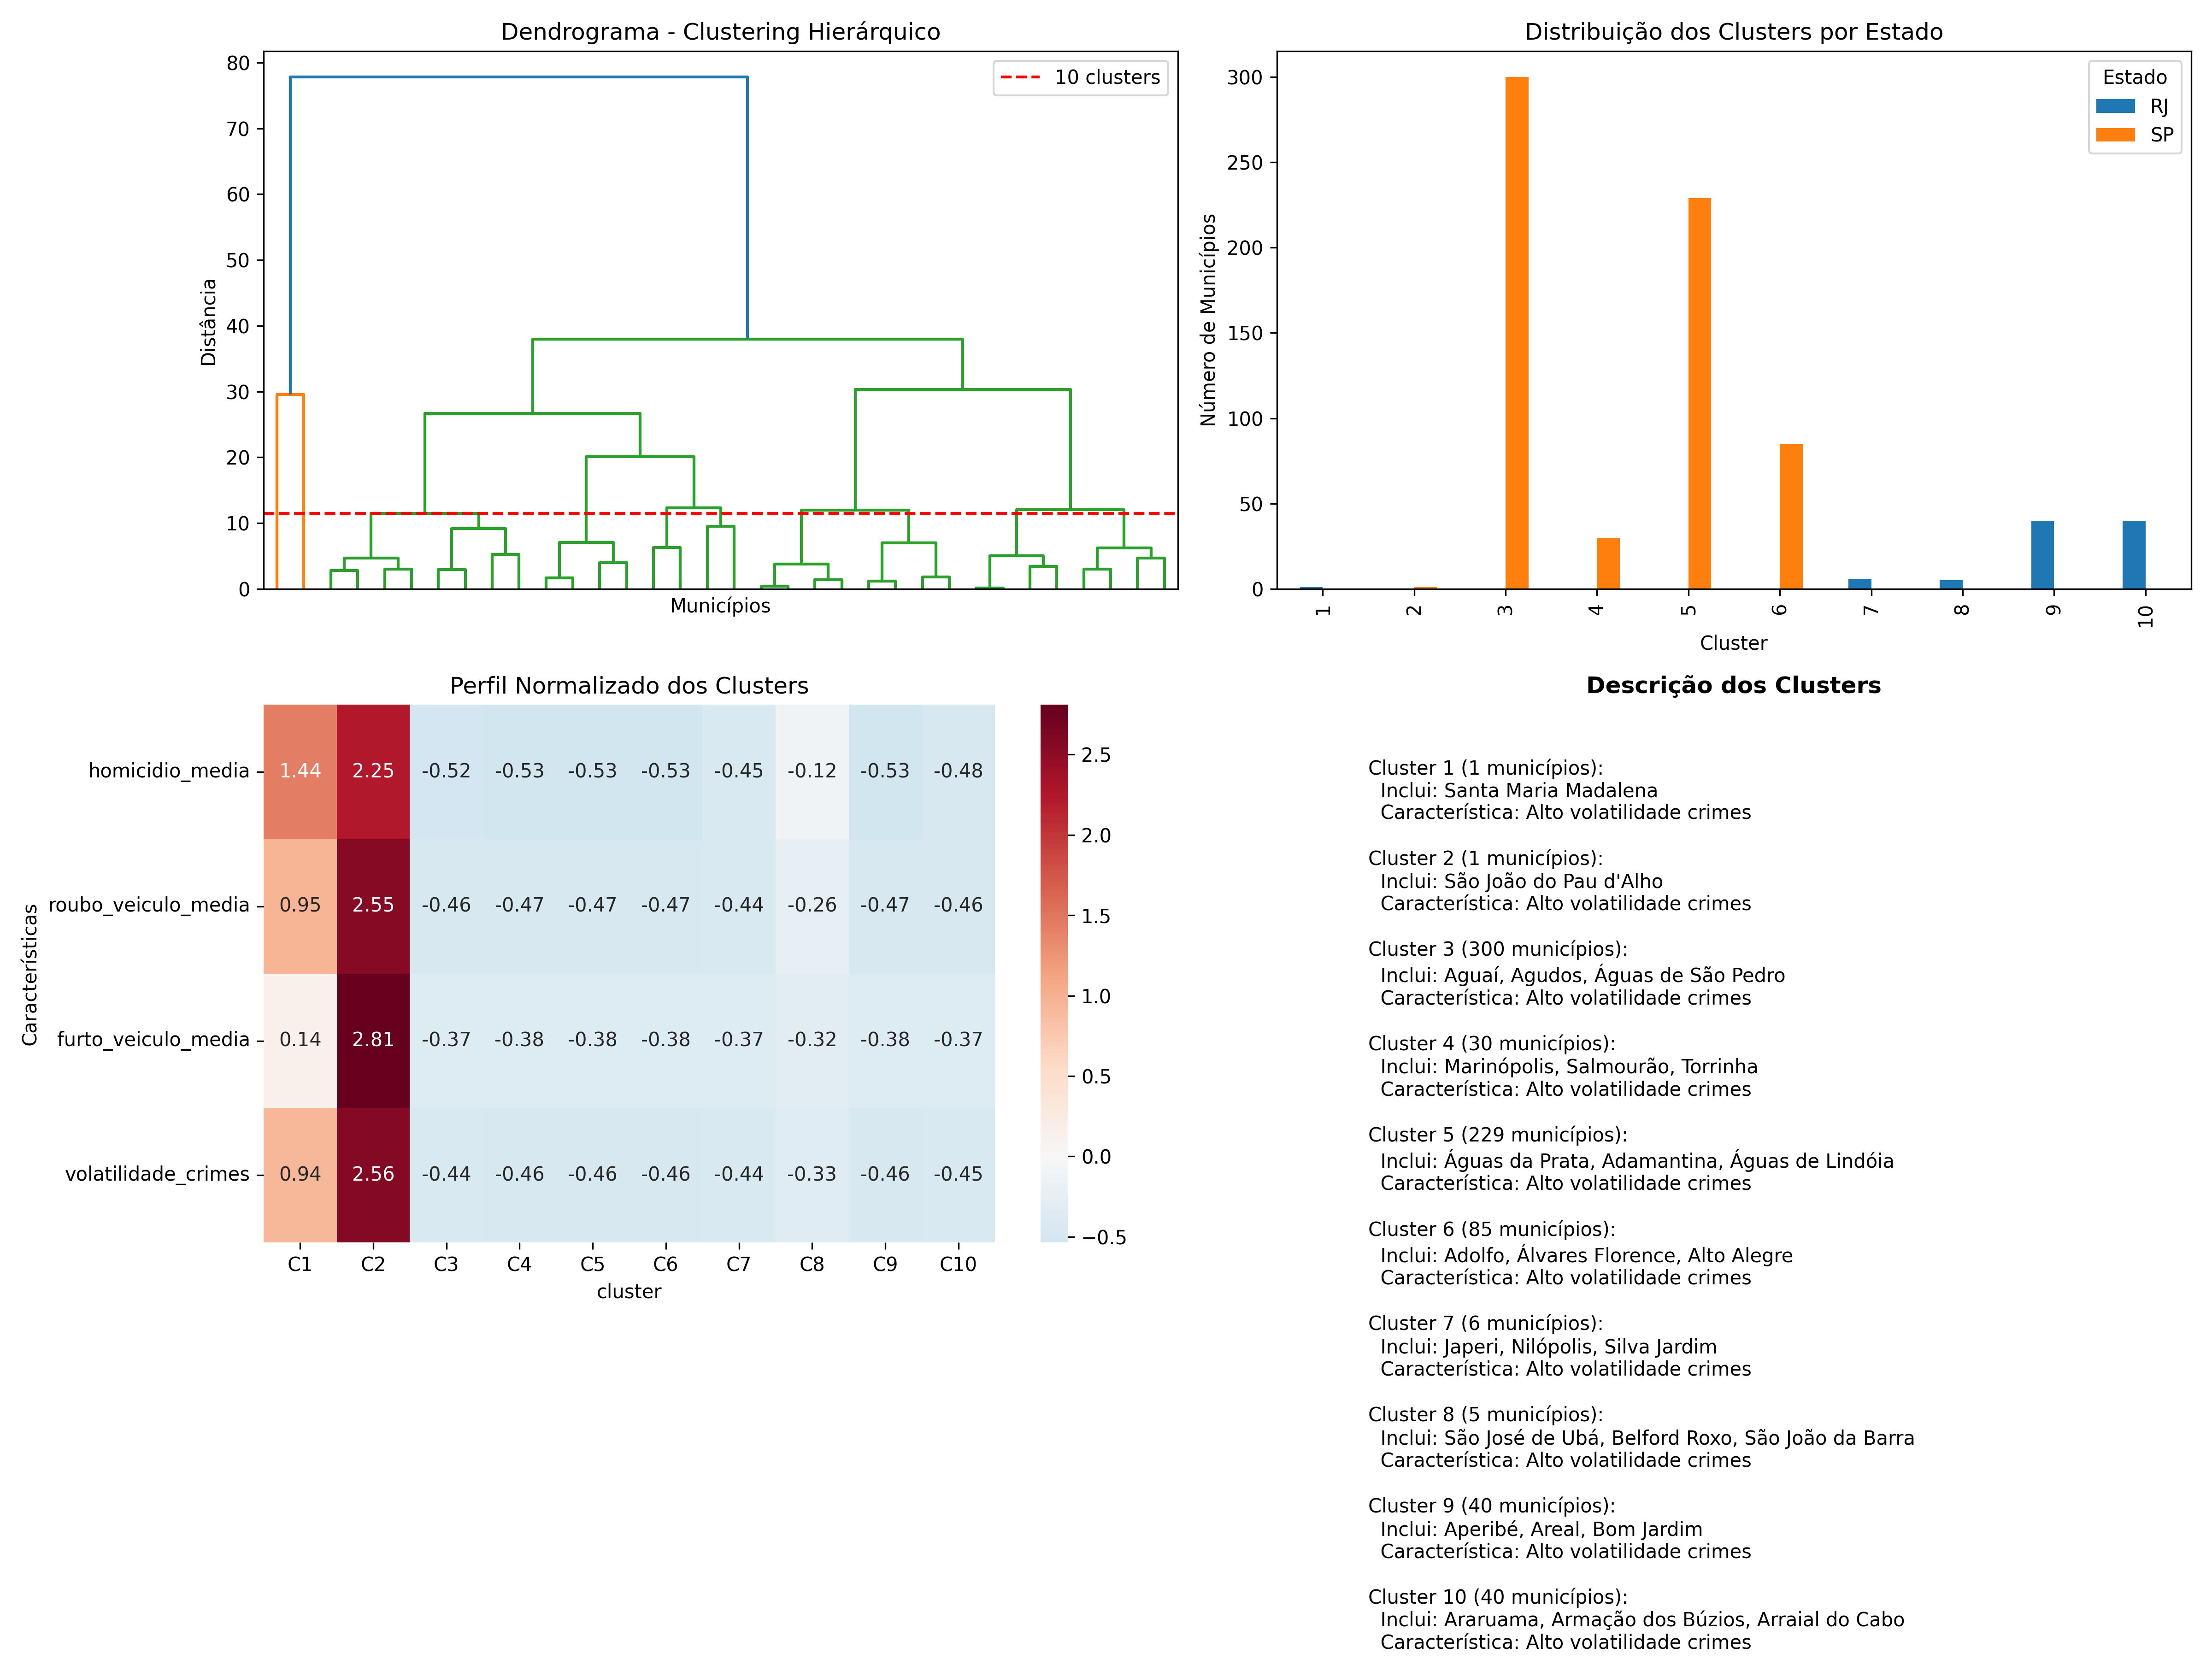 Dendrograma - Clustering Hierárquico
80
70
60
50
40
30
20
10
0
Distância
10 clusters
Municípios
Distribuição dos Clusters por Estado
300
250
200
150
100
50
0
Número de Municípios
Estado
RJ
SP
1 2 3 4 5 6 7 8 9 10
Cluster
Perfil Normalizado dos Clusters
Características
homicidio_media 1.44 2.25 -0.52 -0.53 -0.53 -0.53 -0.45 -0.12 -0.53 -0.48
roubo_veiculo_media 0.95 2.55 -0.46 -0.47 -0.47 -0.47 -0.44 -0.26 -0.47 -0.46
furto_veiculo_media 0.14 2.81 -0.37 -0.38 -0.38 -0.38 -0.37 -0.32 -0.38 -0.37
volatilidade_crimes 0.94 2.56 -0.44 -0.46 -0.46 -0.46 -0.44 -0.33 -0.46 -0.45
C1 C2 C3 C4 C5 C6 C7 C8 C9 C10
cluster
2.5
2.0
1.5
1.0
0.5
0.0
−0.5
Descrição dos Clusters
Cluster 1 (1 municípios):
Inclui: Santa Maria Madalena
Característica: Alto volatilidade crimes
Cluster 2 (1 municípios):
Inclui: São João do Pau d'Alho
Característica: Alto volatilidade crimes
Cluster 3 (300 municípios):
Inclui: Aguaí, Agudos, Águas de São Pedro
Característica: Alto volatilidade crimes
Cluster 4 (30 municípios):
Inclui: Marinópolis, Salmourão, Torrinha
Característica: Alto volatilidade crimes
Cluster 5 (229 municípios):
Inclui: Águas da Prata, Adamantina, Águas de Lindóia
Característica: Alto volatilidade crimes
Cluster 6 (85 municípios):
Inclui: Adolfo, Álvares Florence, Alto Alegre
Característica: Alto volatilidade crimes
Cluster 7 (6 municípios):
Inclui: Japeri, Nilópolis, Silva Jardim
Característica: Alto volatilidade crimes
Cluster 8 (5 municípios):
Inclui: São José de Ubá, Belford Roxo, São João da Barra
Característica: Alto volatilidade crimes
Cluster 9 (40 municípios):
Inclui: Aperibé, Areal, Bom Jardim
Característica: Alto volatilidade crimes
Cluster 10 (40 municípios):
Inclui: Araruama, Armação dos Búzios, Arraial do Cabo
Característica: Alto volatilidade crimes